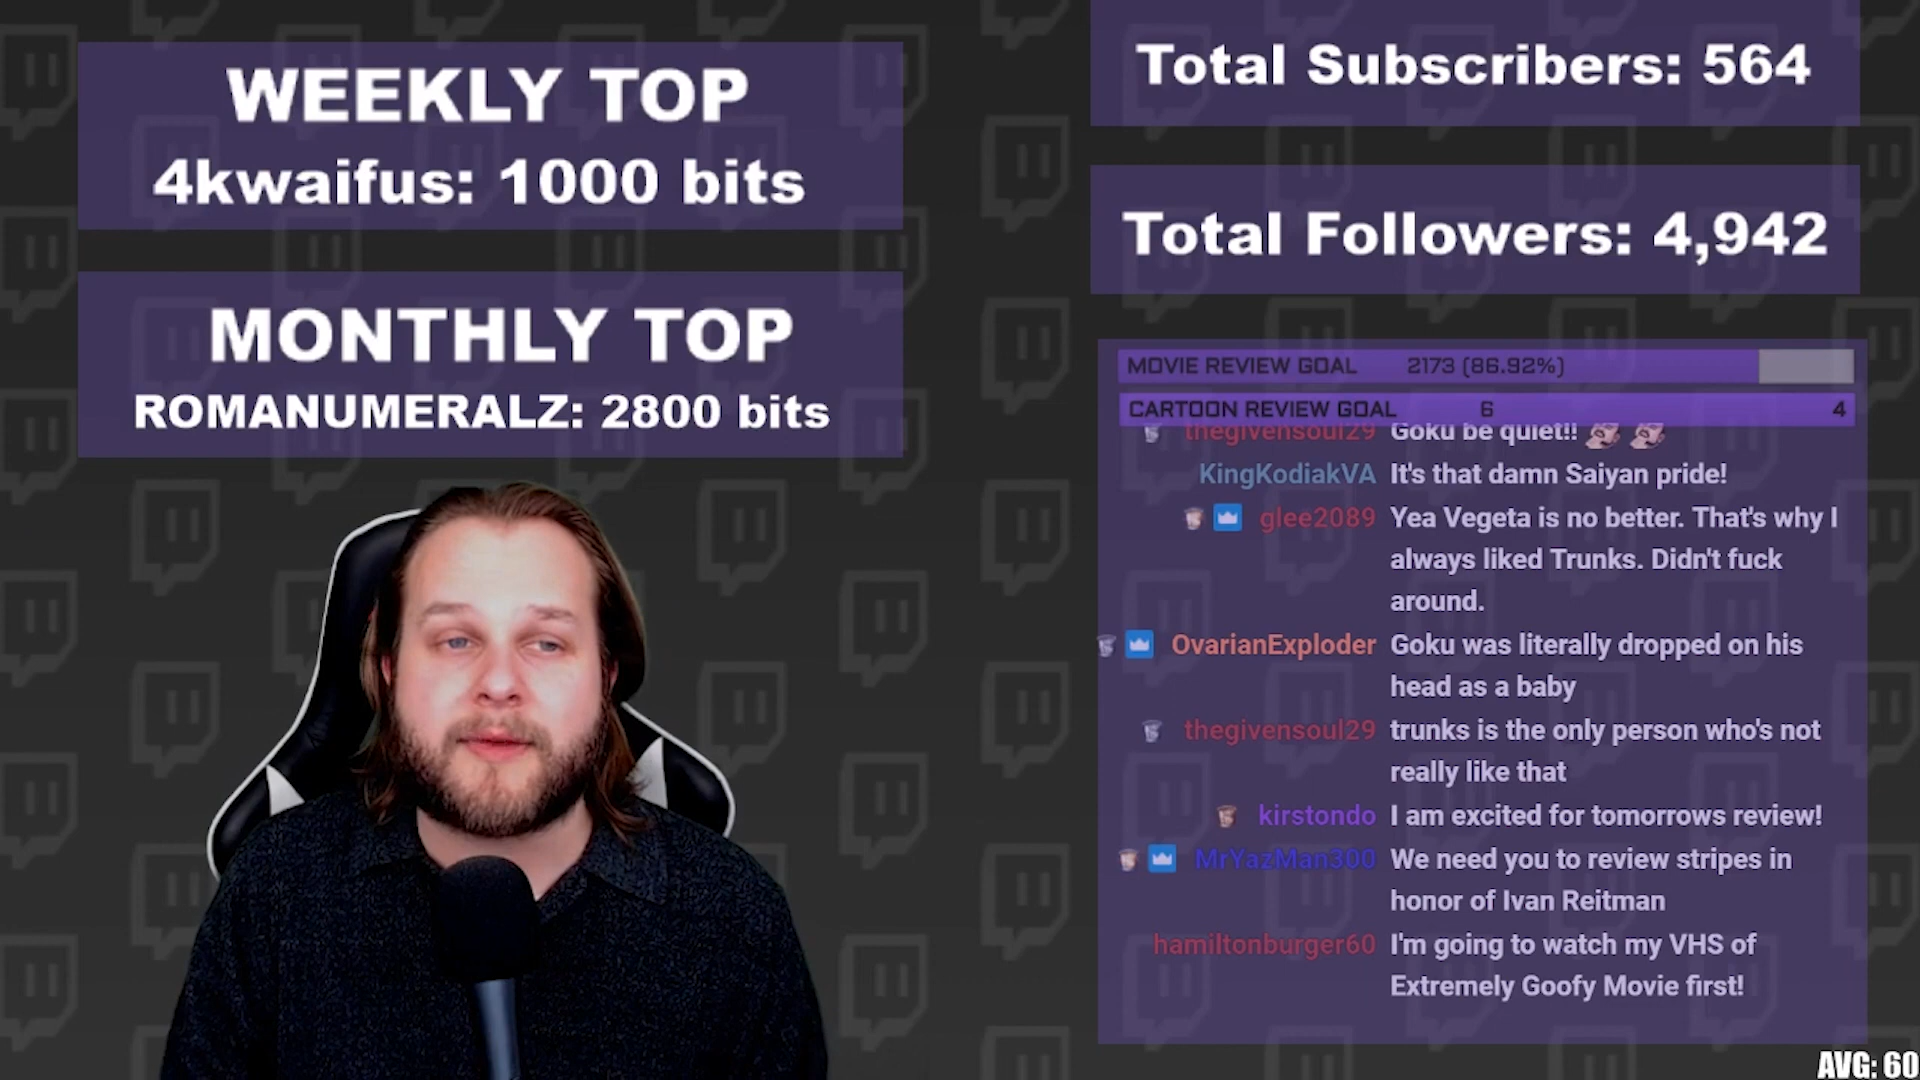 WEEKLY TOP
4kwaifus: 1000 bits
MONTHLY TOP
ROMANUMERALZ: 2800 bits
Total Subscribers: 564
Total Followers: 4,942
MOVIE REVIEW GOAL 2173 (86.92%)
CARTOON REVIEW GOAL 6 4
thegivensoul29 Goku be quiet!!
KingKodiakVA It's that damn Saiyan pride!
glee2089 Yea Vegeta is no better. That's why I
always liked Trunks. Didn't fuck
around.
OvarianExploder Goku was literally dropped on his
head as a baby
thegivensoul29 trunks is the only person who's not
really like that
kirstondo I am excited for tomorrows review!
MrYazMan300 We need you to review stripes in
honor of Ivan Reitman
hamiltonburger60 I'm going to watch my VHS of
Extremely Goofy Movie first!
AVG: 60